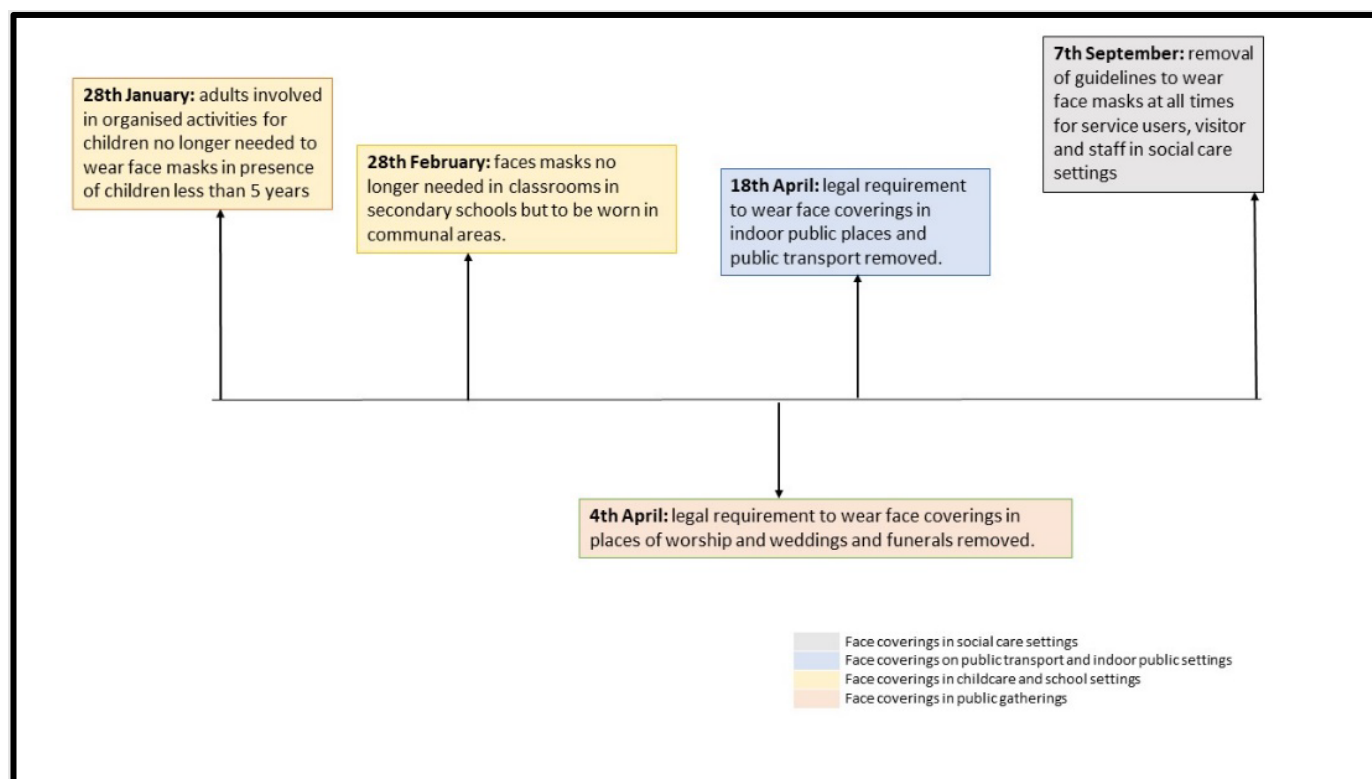 28th January: adults involved
in organised activities for
children no longer needed to
wear face masks in presence
of children less than 5 years
28th February: faces masks no
longer needed in classrooms in
secondary schools but to be worn in
communal areas.
18th April: legal requirement
to wear face coverings in
indoor public places and
public transport removed.
7th September: removal
of guidelines to wear
face masks at all times
for service users, visitor
and staff in social care
settings
4th April: legal requirement to wear face coverings in
places of worship and weddings and funerals removed.
Face coverings in social care settings
Face coverings on public transport and indoor public settings
Face coverings in childcare and school settings
Face coverings in public gatherings